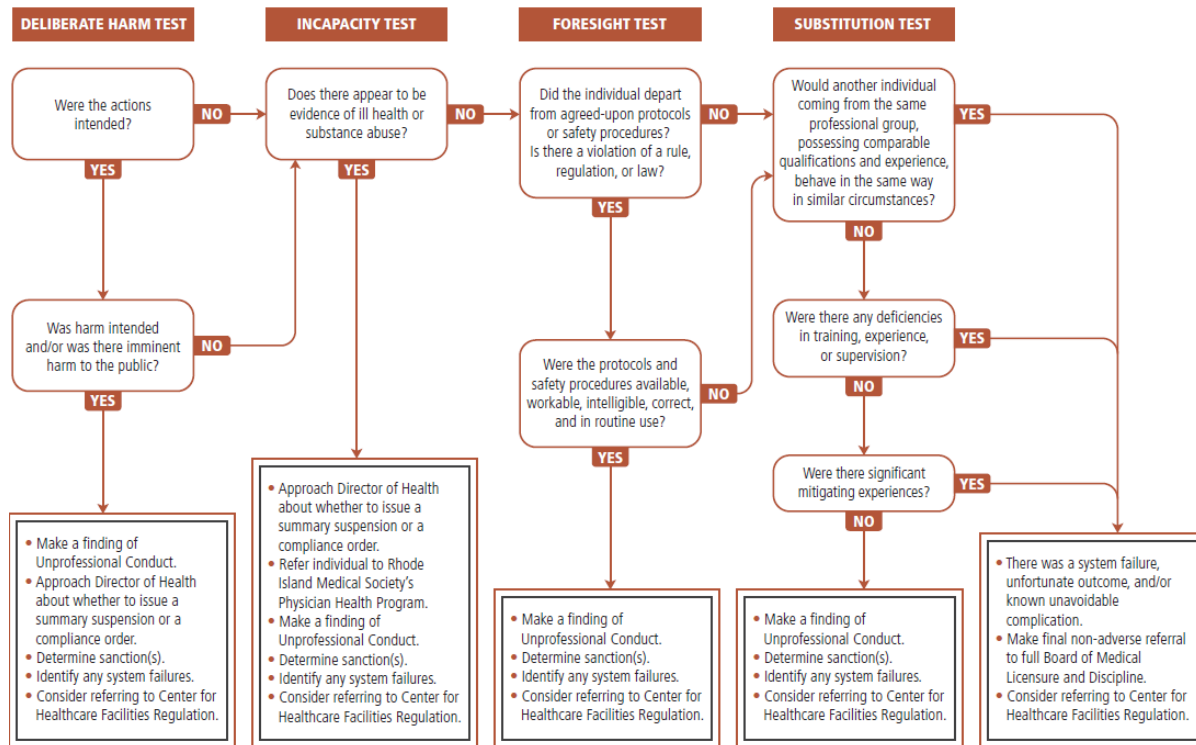 DELIBERATE HARM TEST
INCAPACITY TEST
FORESIGHT TEST
SUBSTITUTION TEST
Were the actions
intended?
NO
YES
Was harm intended
and/or was there imminent
harm to the public?
NO
YES
• Make a finding of
Unprofessional Conduct.
• Approach Director of Health
about whether to issue a
summary suspension or a
compliance order.
• Determine sanction(s).
• Identify any system failures.
• Consider referring to Center for
Healthcare Facilities Regulation.
Does there appear to be
evidence of ill health or
substance abuse?
NO
YES
• Approach Director of Health
about whether to issue a
summary suspension or a
compliance order.
• Refer individual to Rhode
Island Medical Society's
Physician Health Program.
• Make a finding of
Unprofessional Conduct.
• Determine sanction(s).
• Identify any system failures.
• Consider referring to Center for
Healthcare Facilities Regulation.
Did the individual depart
from agreed-upon protocols
or safety procedures?
Is there a violation of a rule,
regulation, or law?
NO
YES
Were the protocols and
safety procedures available,
workable, intelligible, correct,
and in routine use?
NO
YES
• Make a finding of
Unprofessional Conduct.
• Determine sanction(s).
• Identify any system failures.
• Consider referring to Center for
Healthcare Facilities Regulation.
Would another individual
coming from the same
professional group,
possessing comparable
qualifications and experience,
behave in the same way
in similar circumstances?
YES
NO
Were there any deficiencies
in training, experience,
or supervision?
YES
NO
Were there significant
mitigating experiences?
YES
NO
• Make a finding of
Unprofessional Conduct.
• Determine sanction(s).
• Identify any system failures.
• Consider referring to Center for
Healthcare Facilities Regulation.
• There was a system failure,
unfortunate outcome, and/or
known unavoidable
complication.
• Make final non-adverse referral
to full Board of Medical
Licensure and Discipline.
• Consider referring to Center for
Healthcare Facilities Regulation.